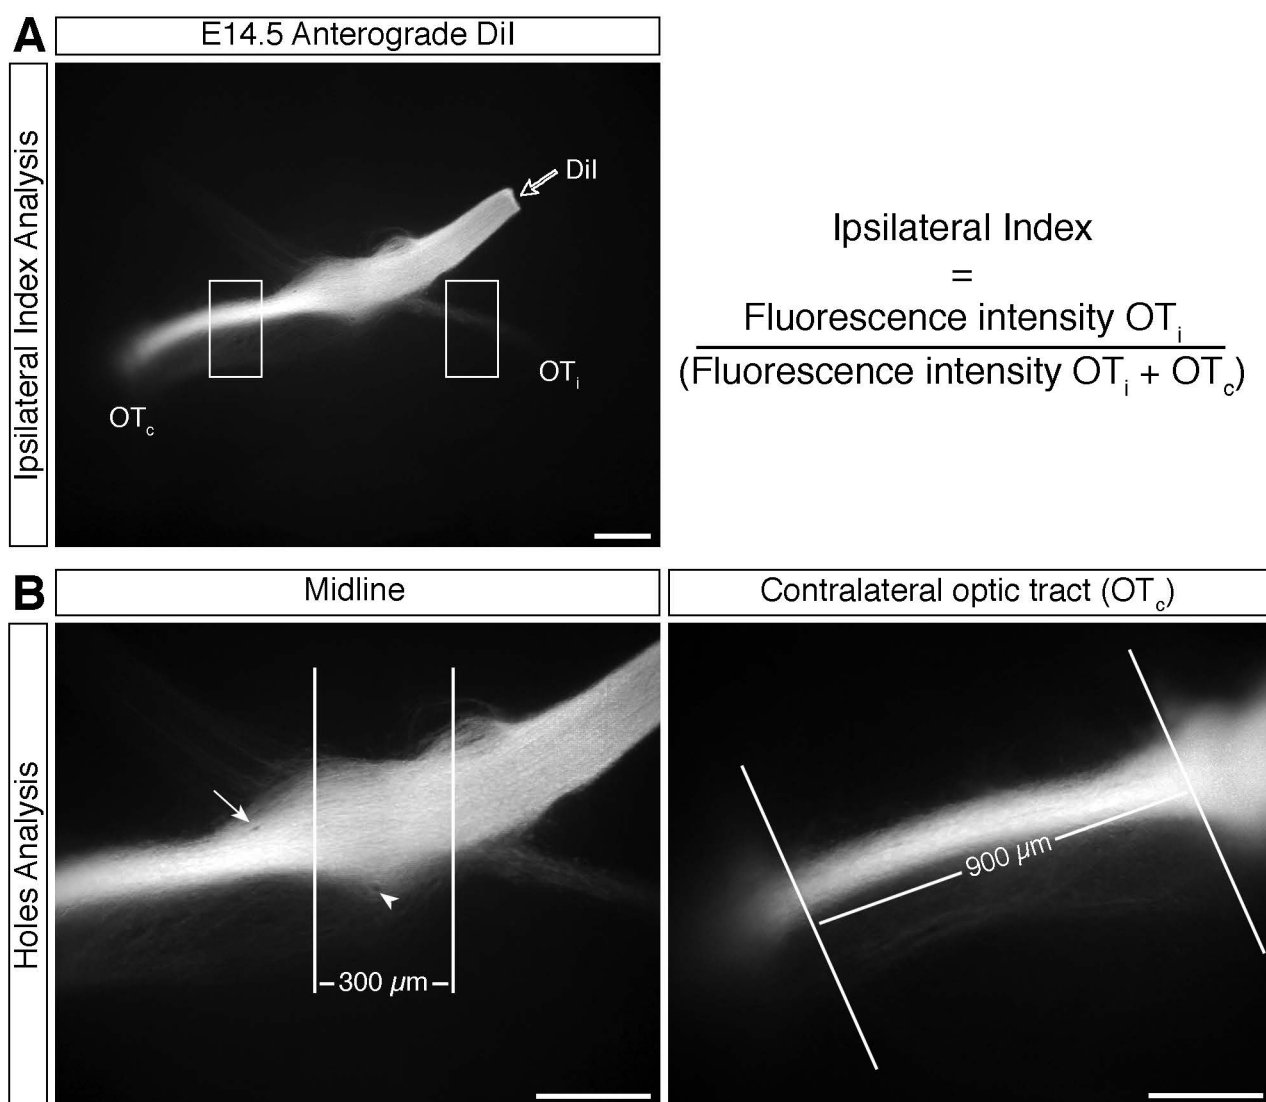 A
E14.5 Anterograde DiI
Ipsilateral Index Analysis
DiI
OTc
OTi
Ipsilateral Index
=
Fluorescence intensity OTi
(Fluorescence intensity OTi + OTc)
B
Midline
Contralateral optic tract (OTc)
Holes Analysis
300 µm
900 µm